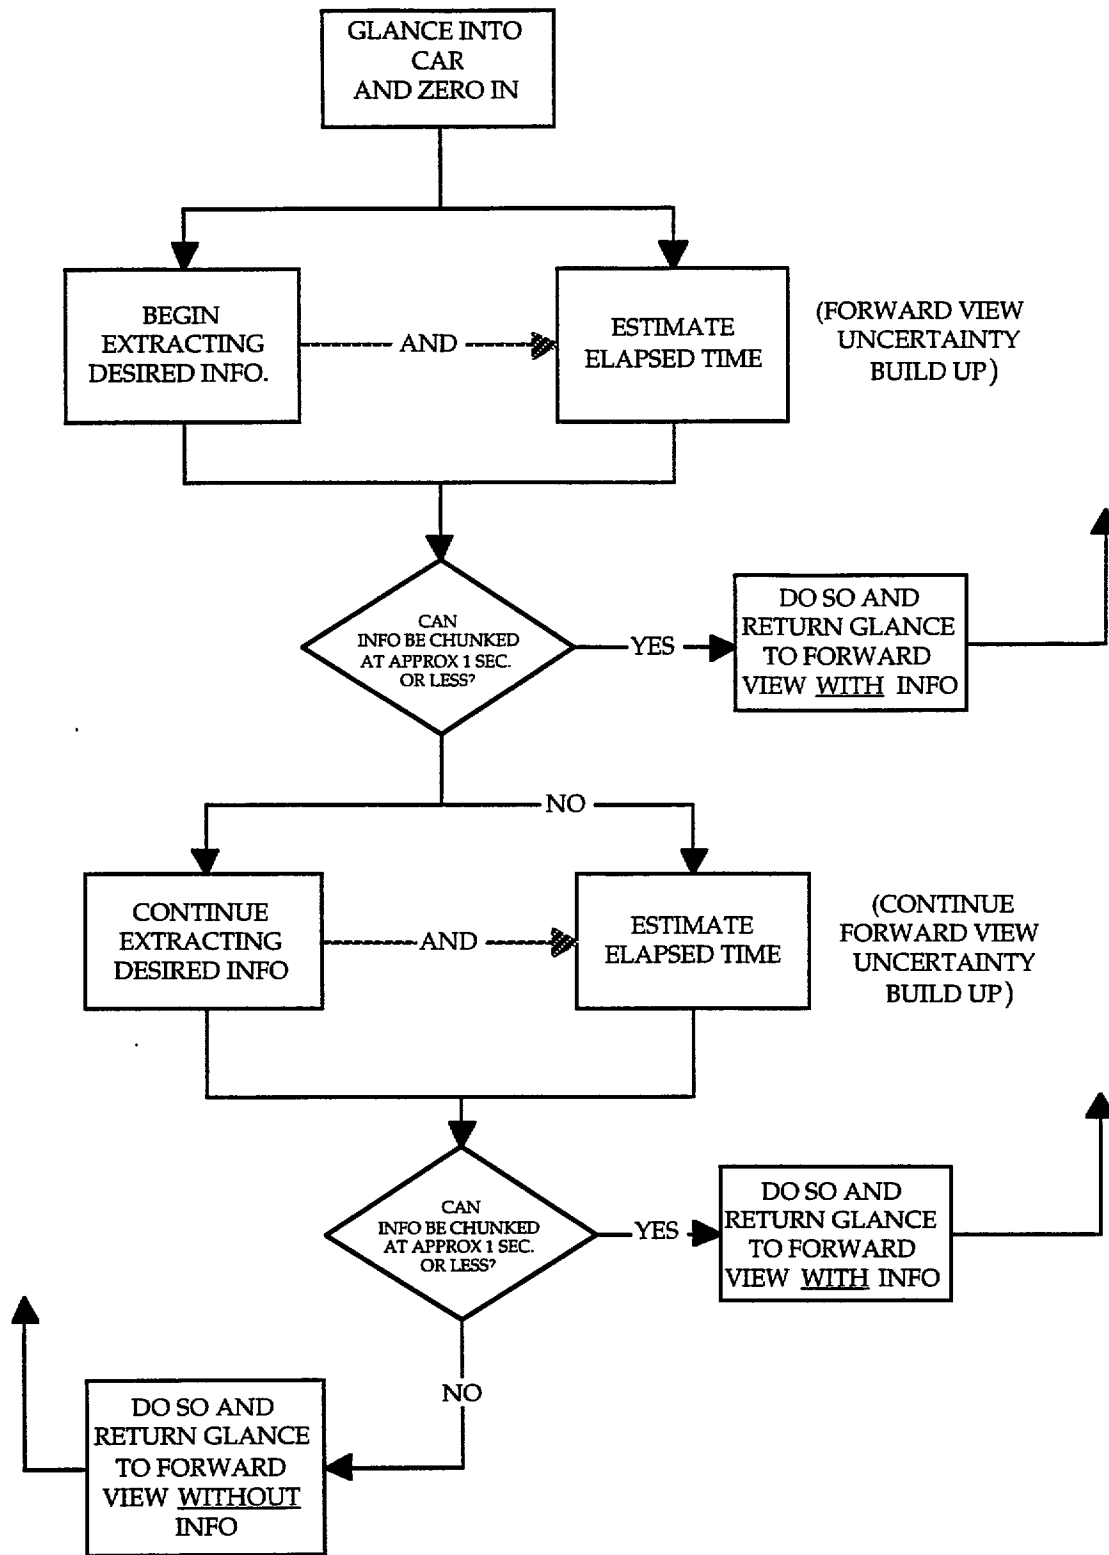 GLANCE INTO
CAR
AND ZERO IN
BEGIN
EXTRACTING
DESIRED INFO.
AND
ESTIMATE
ELAPSED TIME
(FORWARD VIEW
UNCERTAINTY
BUILD UP)
CAN
INFO BE CHUNKED
AT APPROX 1 SEC.
OR LESS?
YES
DO SO AND
RETURN GLANCE
TO FORWARD
VIEW WITH INFO
NO
CONTINUE
EXTRACTING
DESIRED INFO
AND
ESTIMATE
ELAPSED TIME
(CONTINUE
FORWARD VIEW
UNCERTAINTY
BUILD UP)
CAN
INFO BE CHUNKED
AT APPROX 1 SEC.
OR LESS?
YES
DO SO AND
RETURN GLANCE
TO FORWARD
VIEW WITH INFO
NO
DO SO AND
RETURN GLANCE
TO FORWARD
VIEW WITHOUT
INFO